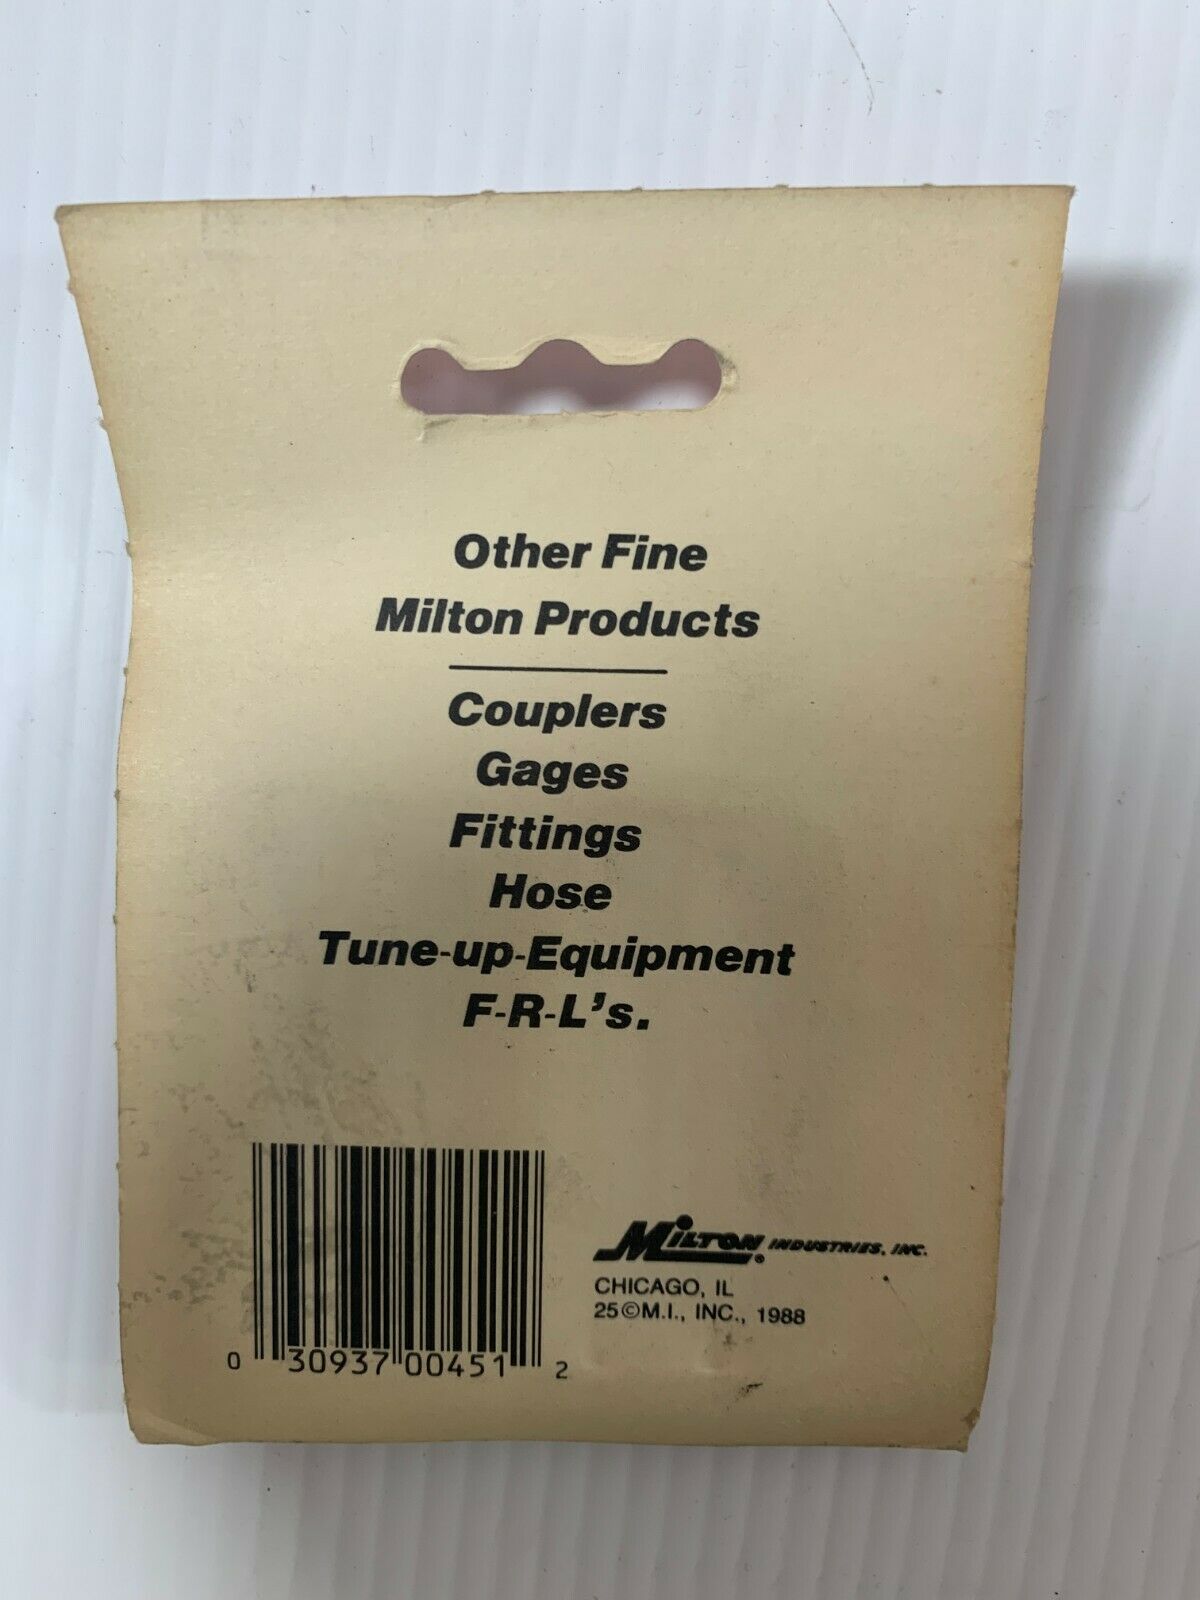 Other Fine
Milton Products
Couplers
Gages
Fittings
Hose
Tune-up-Equipment
F-R-L's.
MILTON® INDUSTRIES, INC.
CHICAGO, IL
25©M.I., INC., 1988
0 30937 00451 2